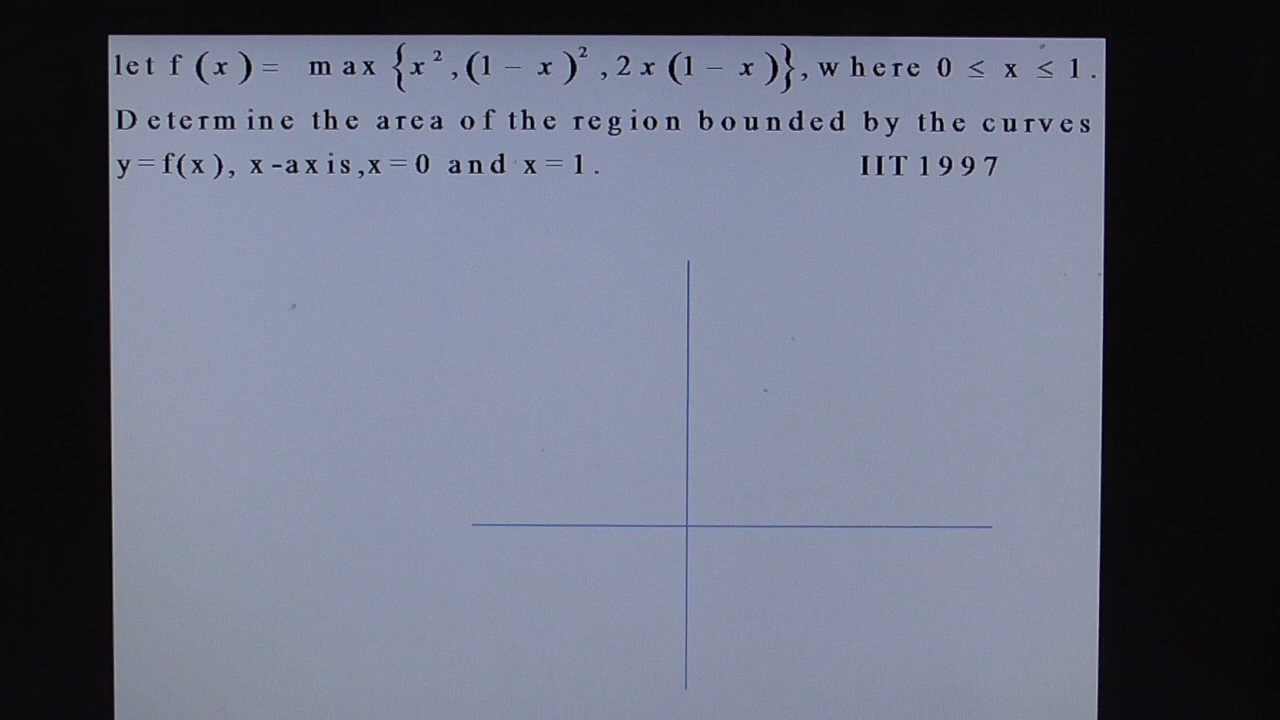 let f(x)= max {x²,(1-x)²,2x(1-x)}, where 0 ≤ x ≤ 1.
Determine the area of the region bounded by the curves
y=f(x), x-axis,x=0 and x=1. IIT 1997